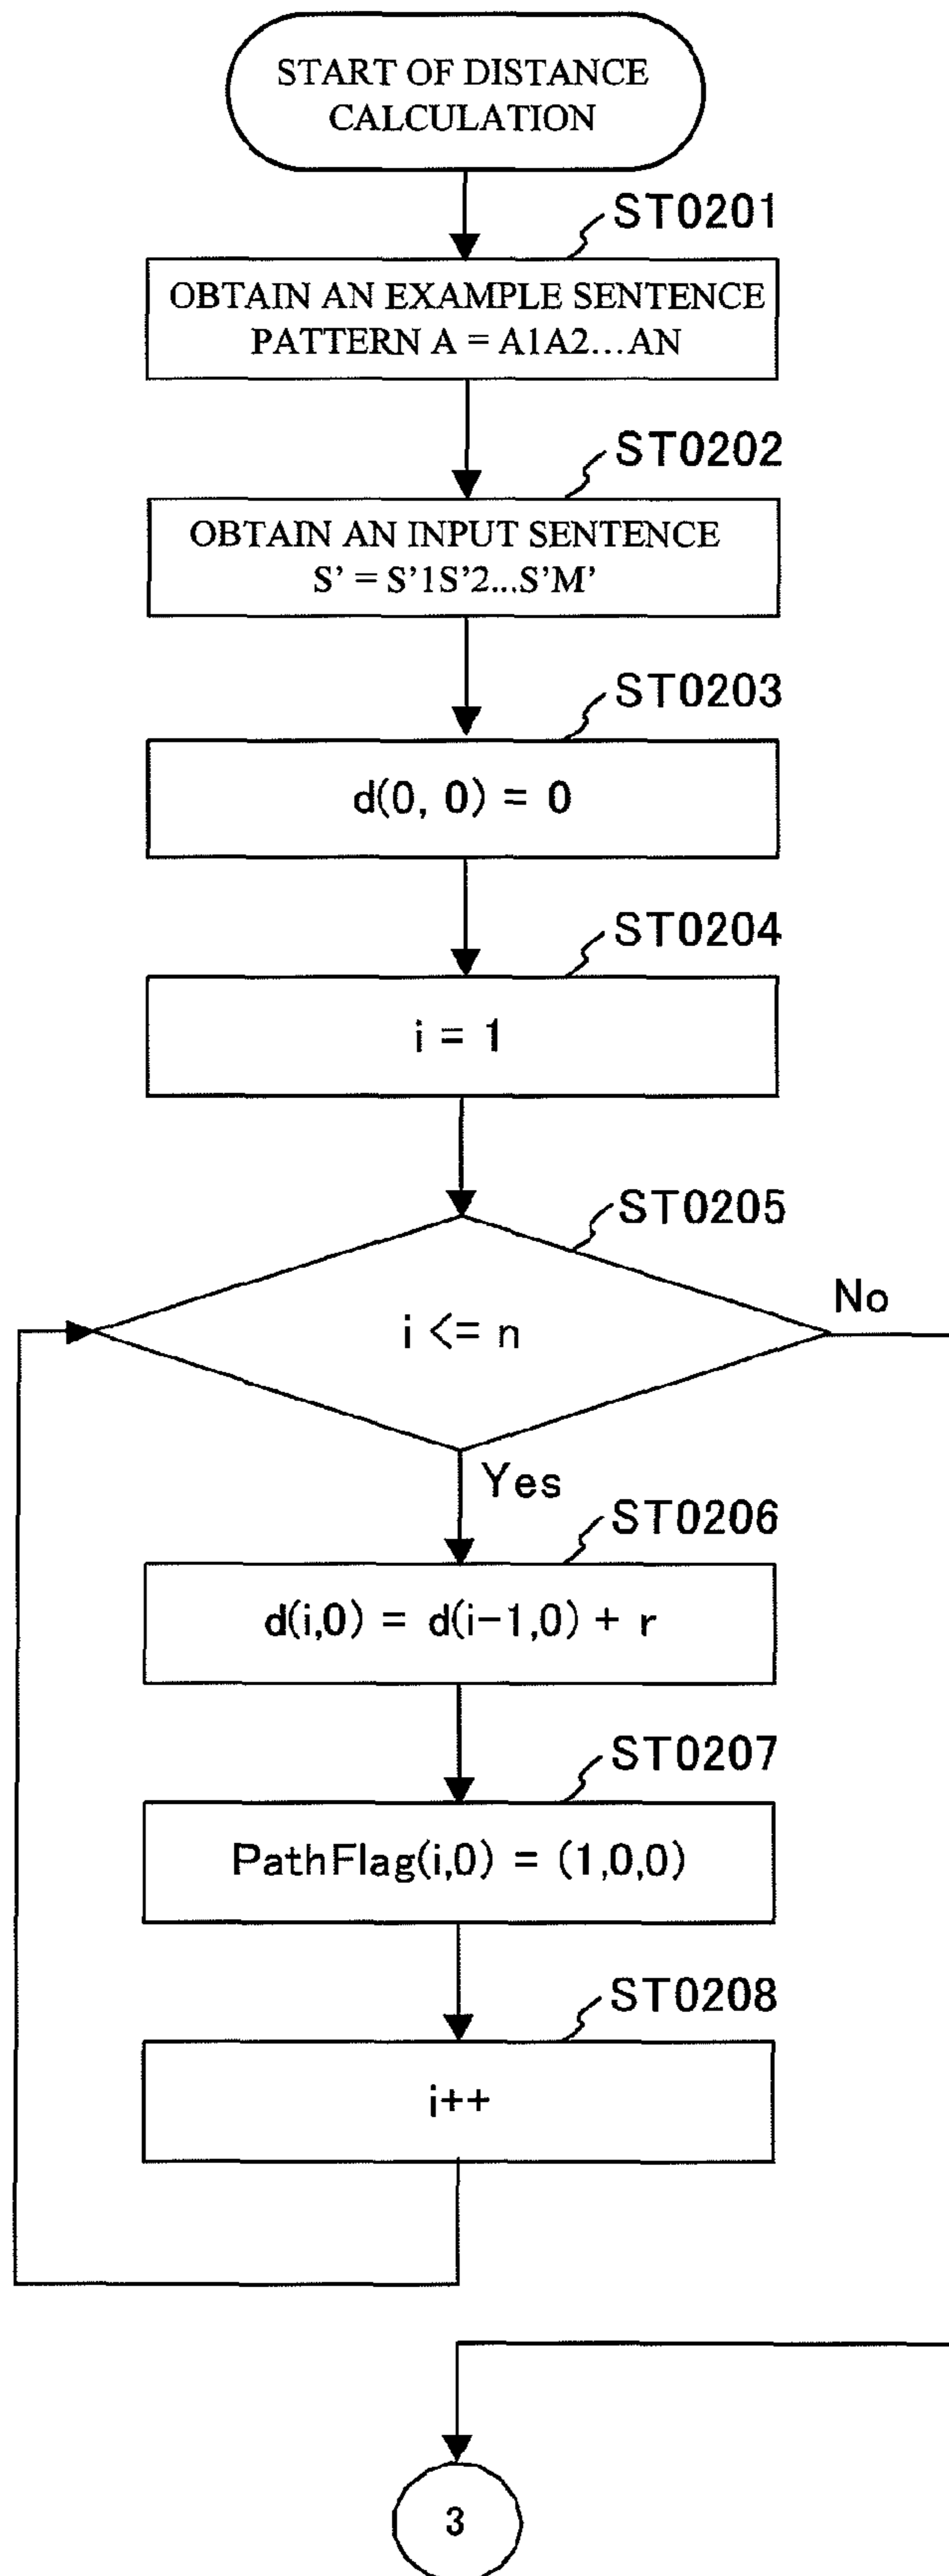 START OF DISTANCE
CALCULATION
ST0201
OBTAIN AN EXAMPLE SENTENCE
PATTERN A = A1A2...AN
ST0202
OBTAIN AN INPUT SENTENCE
S' = S'1S'2...S'M'
ST0203
d(0, 0) = 0
ST0204
i = 1
ST0205
No
i <= n
Yes
ST0206
d(i,0) = d(i-1,0) + r
ST0207
PathFlag(i,0) = (1,0,0)
ST0208
i++
3